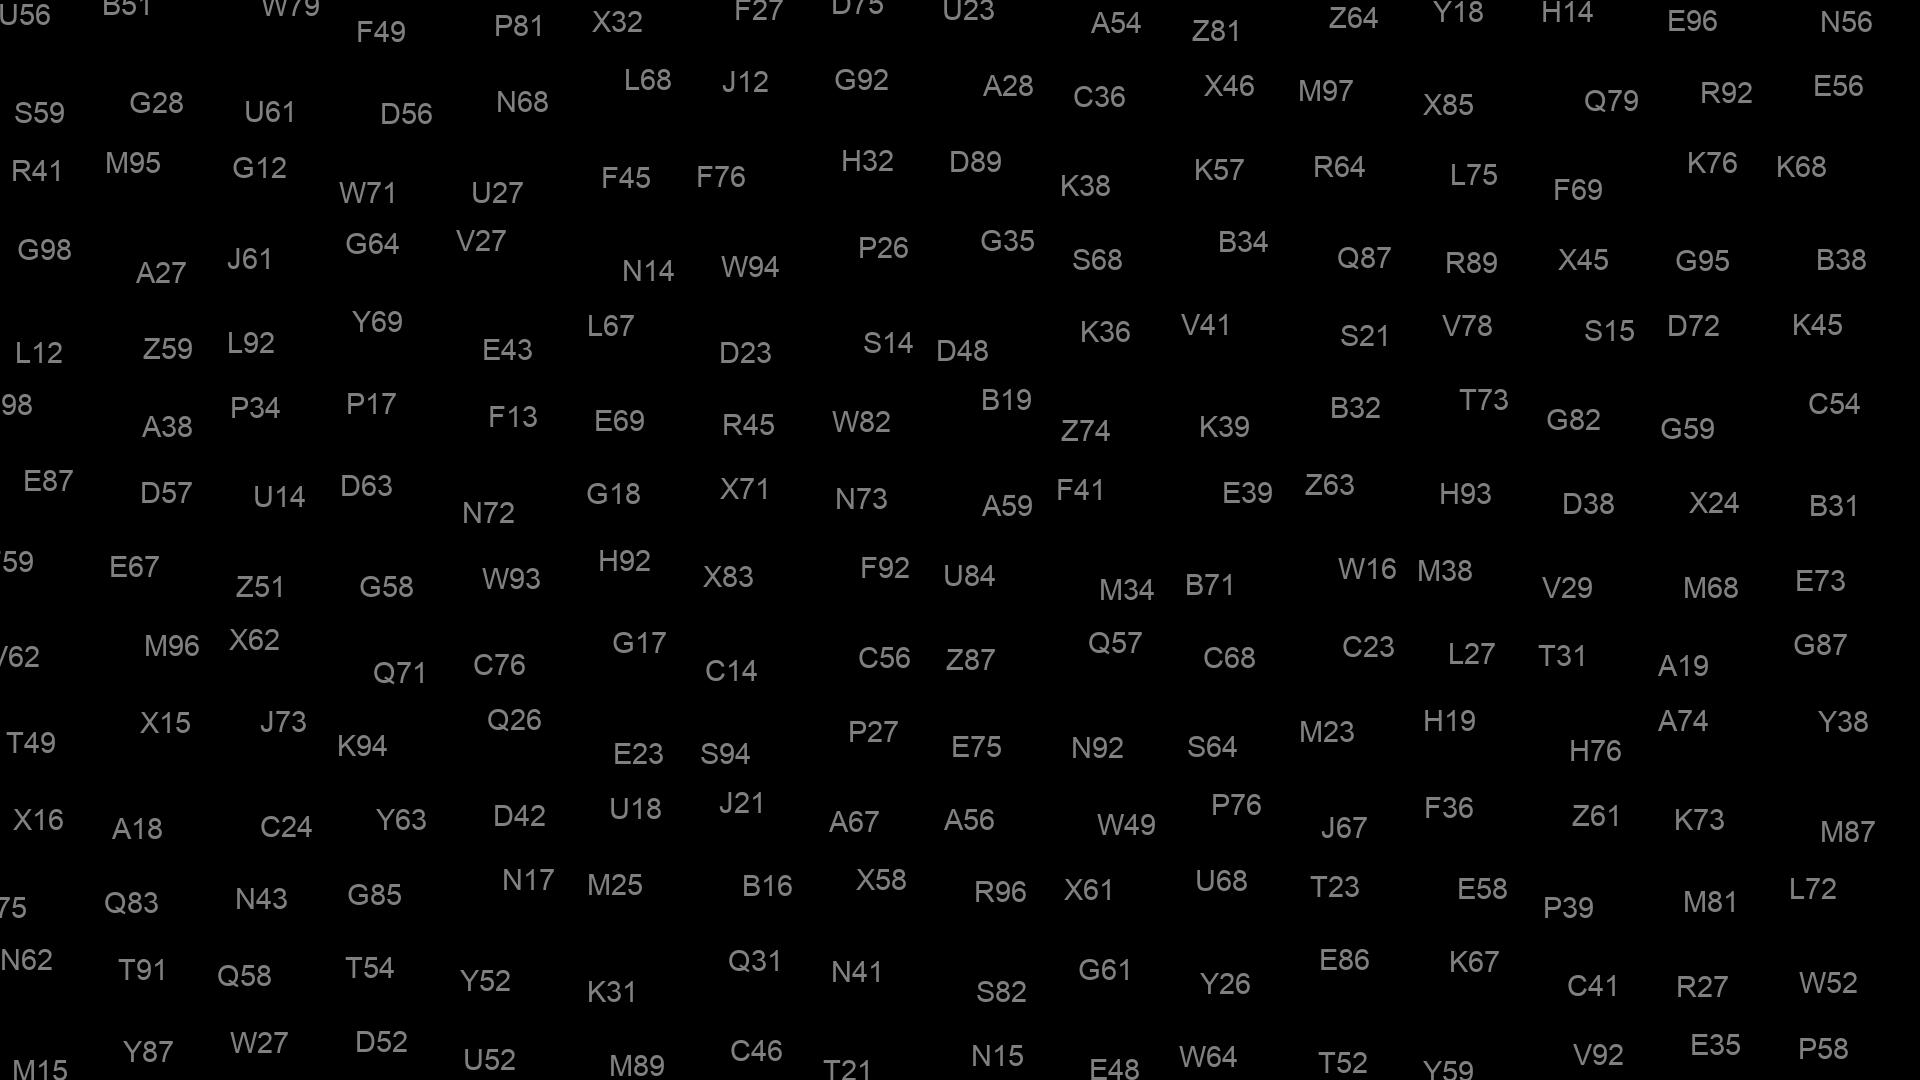 U56 B51 W79 F49 P81 X32 F27 D75 U23 A54 Z81 Z64 Y18 H14 E96 N56
S59 G28 U61 D56 N68 L68 J12 G92 A28 C36 X46 M97 X85 Q79 R92 E56
R41 M95 G12 W71 U27 F45 F76 H32 D89 K38 K57 R64 L75 F69 K76 K68
G98 A27 J61 G64 V27 N14 W94 P26 G35 S68 B34 Q87 R89 X45 G95 B38
L12 Z59 L92 Y69 E43 L67 D23 S14 D48 K36 V41 S21 V78 S15 D72 K45
98 A38 P34 P17 F13 E69 R45 W82 B19 Z74 K39 B32 T73 G82 G59 C54
E87 D57 U14 D63 N72 G18 X71 N73 A59 F41 E39 Z63 H93 D38 X24 B31
59 E67 Z51 G58 W93 H92 X83 F92 U84 M34 B71 W16 M38 V29 M68 E73
62 M96 X62 Q71 C76 G17 C14 C56 Z87 Q57 C68 C23 L27 T31 A19 G87
T49 X15 J73 K94 Q26 E23 S94 P27 E75 N92 S64 M23 H19 H76 A74 Y38
X16 A18 C24 Y63 D42 U18 J21 A67 A56 W49 P76 J67 F36 Z61 K73 M87
75 Q83 N43 G85 N17 M25 B16 X58 R96 X61 U68 T23 E58 P39 M81 L72
N62 T91 Q58 T54 Y52 K31 Q31 N41 S82 G61 Y26 E86 K67 C41 R27 W52
M15 Y87 W27 D52 U52 M89 C46 T21 N15 E48 W64 T52 Y59 V92 E35 P58